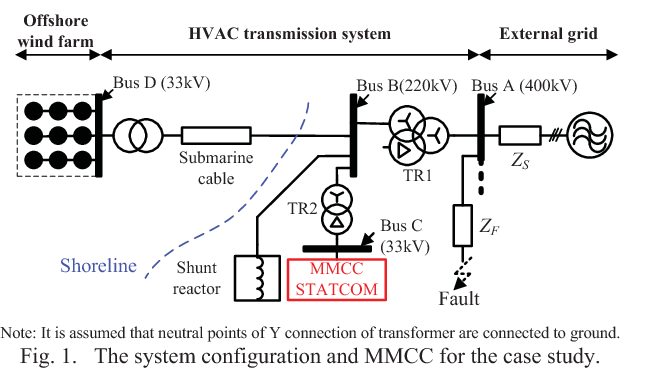 Offshore
wind farm
HVAC transmission system
External grid
Bus D (33kV)
Bus B(220kV)
Bus A (400kV)
Submarine
cable
TR1
Z_S
TR2
Bus C
(33kV)
Z_F
Shoreline
Shunt
reactor
MMCC
STATCOM
Fault
Note: It is assumed that neutral points of Y connection of transformer are connected to ground.
Fig. 1. The system configuration and MMCC for the case study.